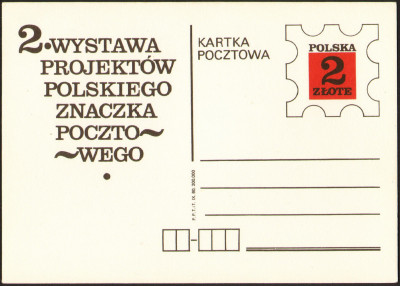 2. WYSTAWA
PROJEKTÓW
POLSKIEGO
ZNACZKA
POCZTO~
~WEGO
KARTKA
POCZTOWA
POLSKA
2
ZŁOTE